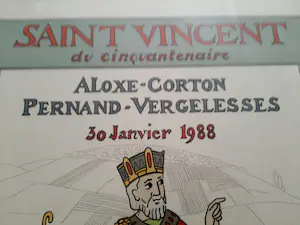 SAINT VINCENT
du cinquantenaire
ALOXE-CORTON
PERNAND-VERGELESSES
30 Janvier 1988